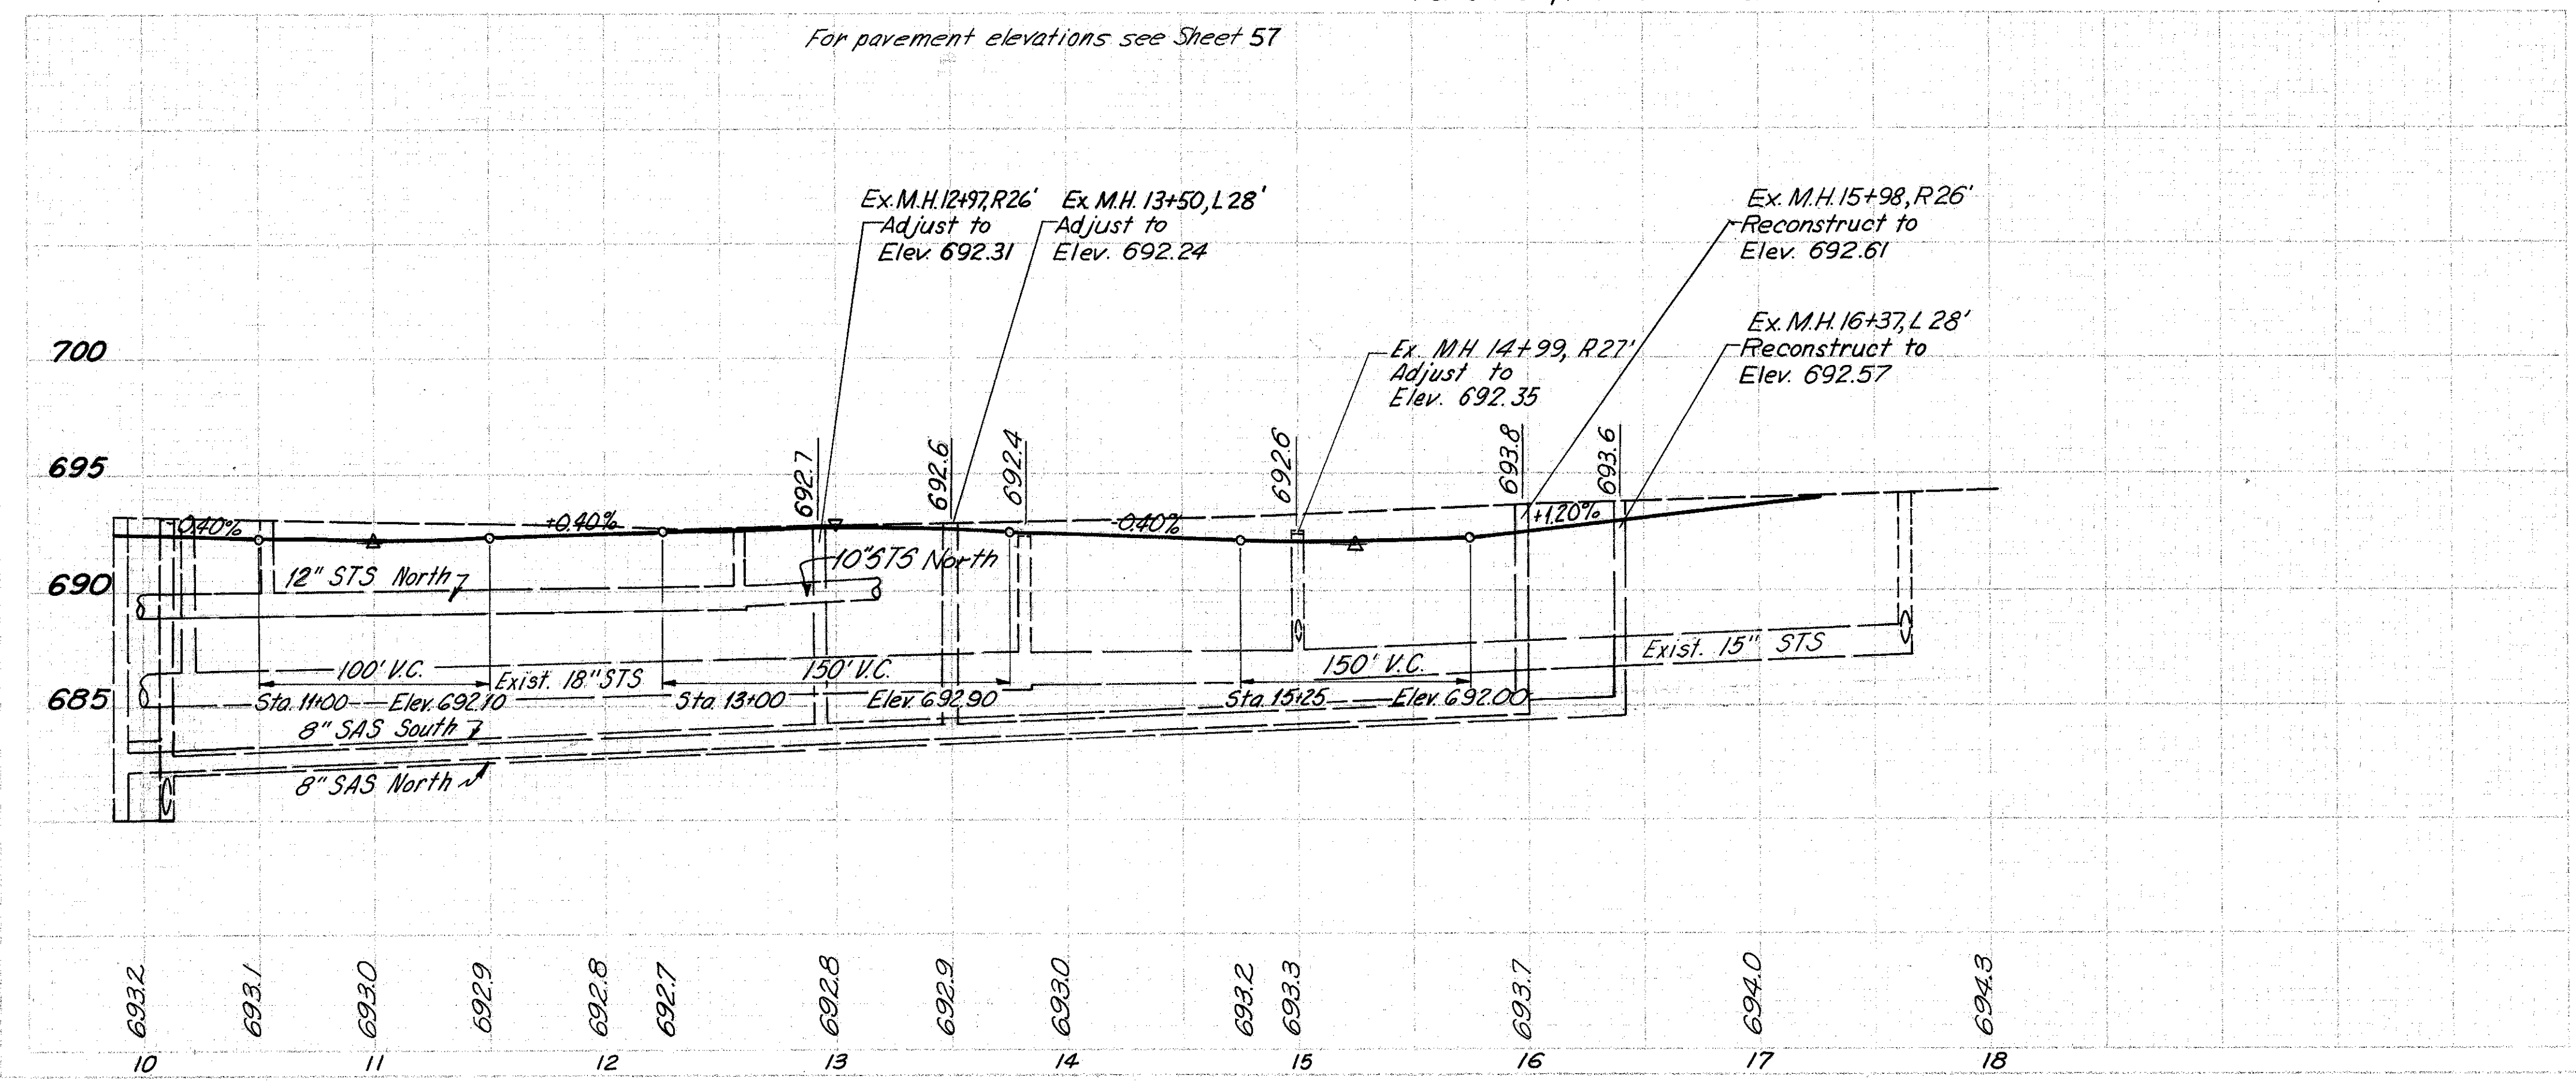 For pavement elevations see Sheet 57
Ex. M.H. 12+97, R26'
Adjust to
Elev. 692.31
Ex. M.H. 13+50, L28'
Adjust to
Elev. 692.24
Ex. M.H. 15+98, R26'
Reconstruct to
Elev. 692.61
Ex. M.H. 16+37, L 28'
Reconstruct to
Elev. 692.57
Ex. MH 14+99, R27'
Adjust to
Elev. 692.35
700
695
690
685
692.7
692.6
692.4
692.6
693.8
693.6
-0.40%
+0.40%
-0.40%
+1.20%
12" STS North
10" STS North
100' V.C.
Exist. 18" STS
150' V.C.
150' V.C.
Exist. 15" STS
Sta. 11+00 Elev. 692.10
Sta. 13+00 Elev. 692.90
Sta. 15+25 Elev. 692.00
8" SAS South
8" SAS North
693.2
693.1
693.0
692.9
692.8
692.7
692.8
692.9
693.0
693.2
693.3
693.7
694.0
694.3
10 11 12 13 14 15 16 17 18